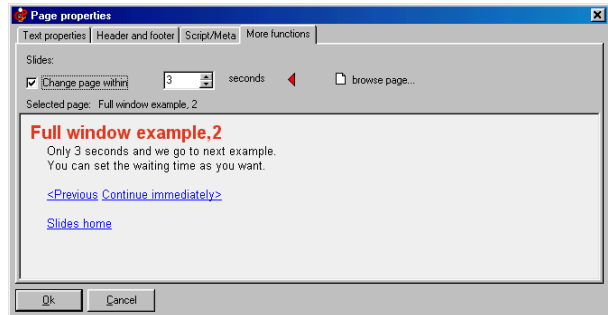 Page properties
Text properties Header and footer Script/Meta More functions
Slides:
Change page within 3 seconds browse page...
Selected page: Full window example, 2
Full window example,2
Only 3 seconds and we go to next example.
You can set the waiting time as you want.
<Previous Continue immediately>
Slides home
Ok Cancel